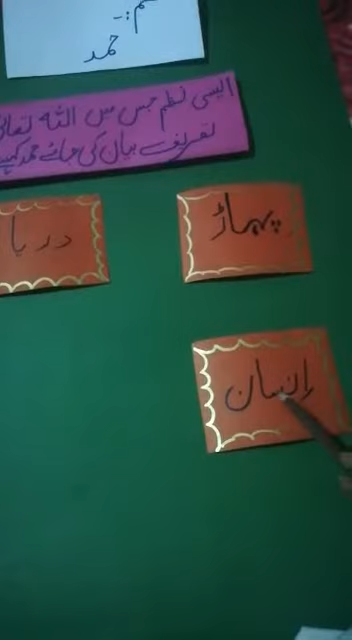 حمد
ایسی نظم جس میں اللہ تعالیٰ
تعریف بیان کی جائے حمد
پہاڑ
دریا
انسان